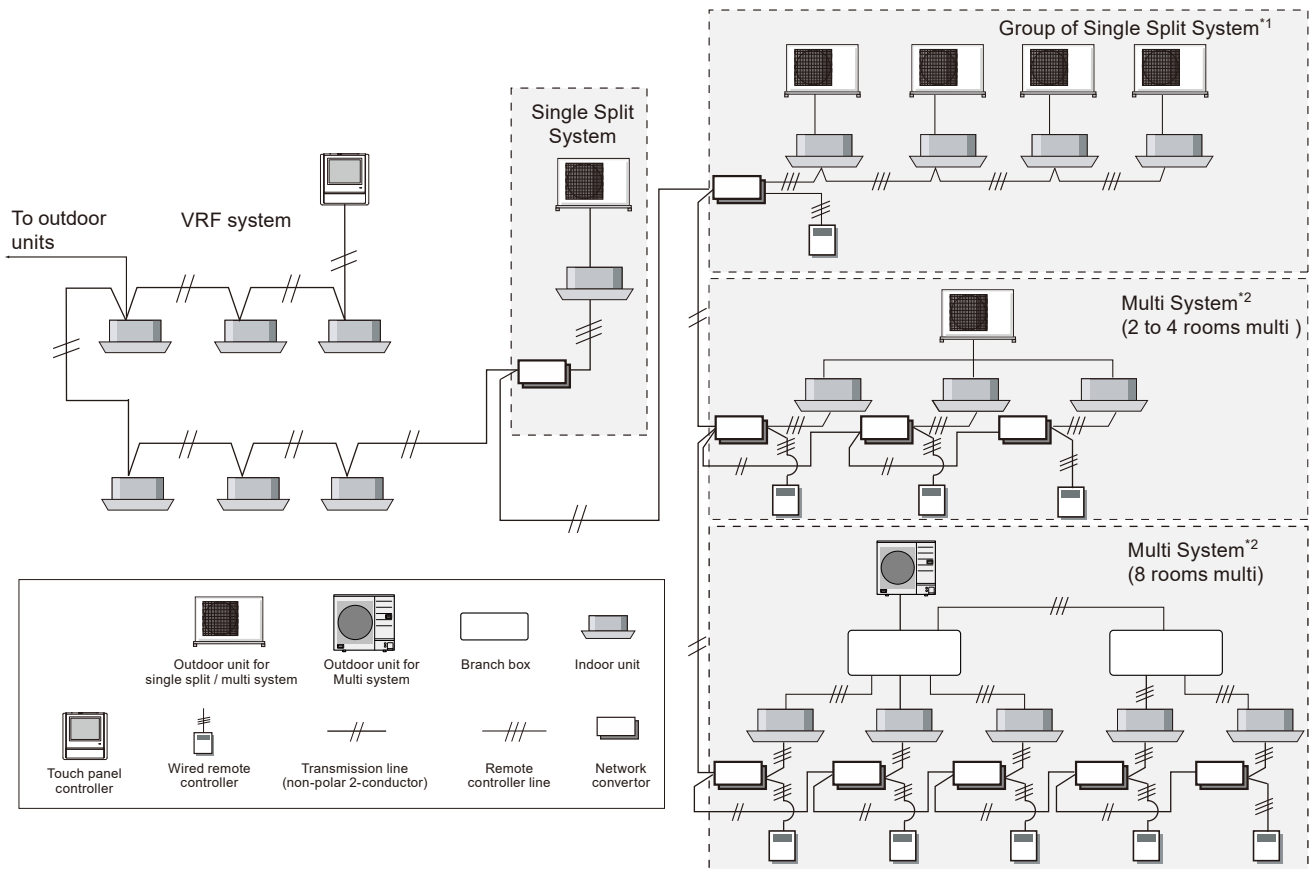 Group of Single Split System*1
Single Split
System
To outdoor
units
VRF system
Multi System*2
(2 to 4 rooms multi )
Multi System*2
(8 rooms multi)
Outdoor unit for
single split / multi system
Outdoor unit for
Multi system
Branch box
Indoor unit
Touch panel
controller
Wired remote
controller
Transmission line
(non-polar 2-conductor)
Remote
controller line
Network
convertor